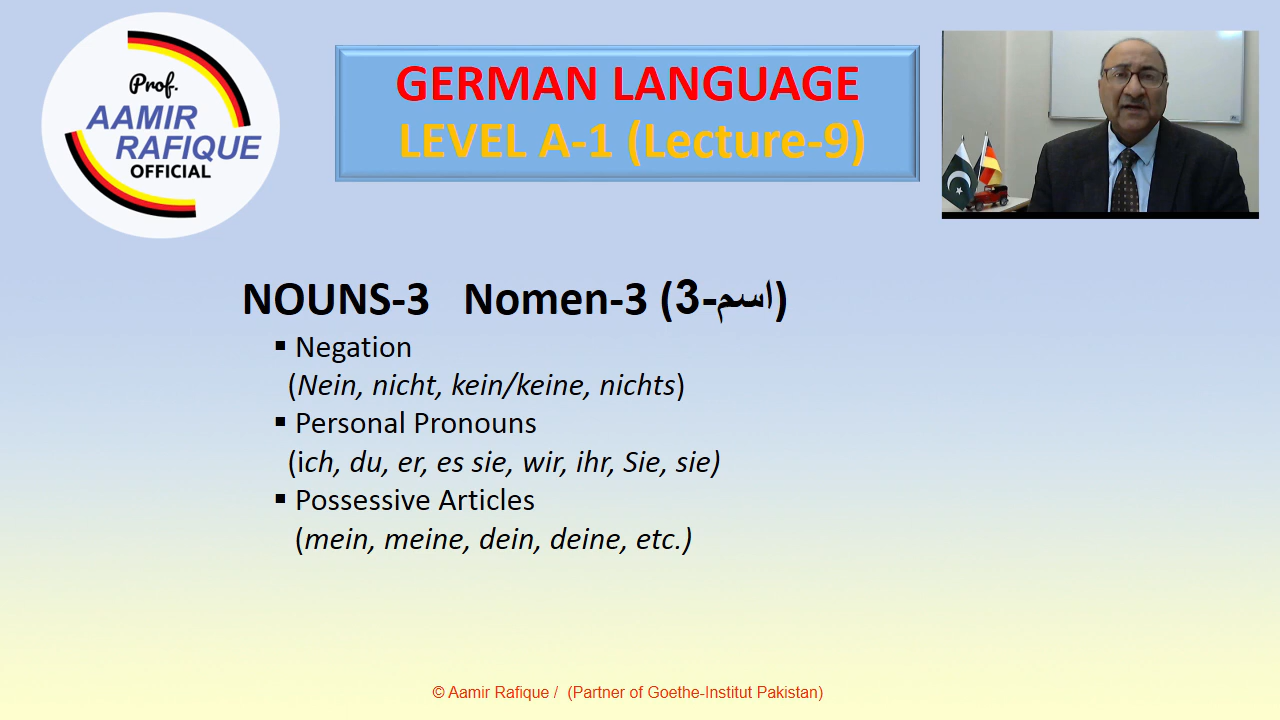 Prof.
AAMIR
RAFIQUE
OFFICIAL
GERMAN LANGUAGE
LEVEL A-1 (Lecture-9)
NOUNS-3 Nomen-3 (اسم-3)
▪ Negation
(Nein, nicht, kein/keine, nichts)
▪ Personal Pronouns
(ich, du, er, es sie, wir, ihr, Sie, sie)
▪ Possessive Articles
(mein, meine, dein, deine, etc.)
© Aamir Rafique / (Partner of Goethe-Institut Pakistan)